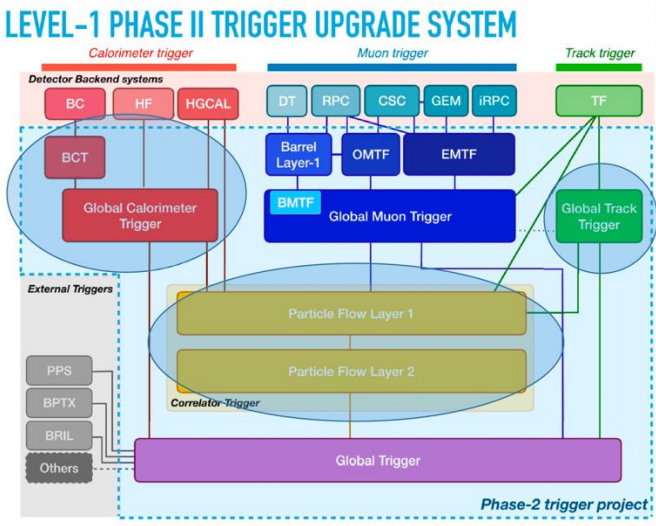 LEVEL-1 PHASE II TRIGGER UPGRADE SYSTEM
Calorimeter trigger
Muon trigger
Track trigger
Detector Backend systems
BC
HF
HGCAL
DT
RPC
CSC
GEM
iRPC
TF
BCT
Barrel
Layer-1
OMTF
EMTF
Global Calorimeter
Trigger
BMTF
Global Muon Trigger
Global Track
Trigger
External Triggers
Particle Flow Layer 1
Particle Flow Layer 2
Correlator Trigger
PPS
BPTX
BRIL
Others
Global Trigger
Phase-2 trigger project